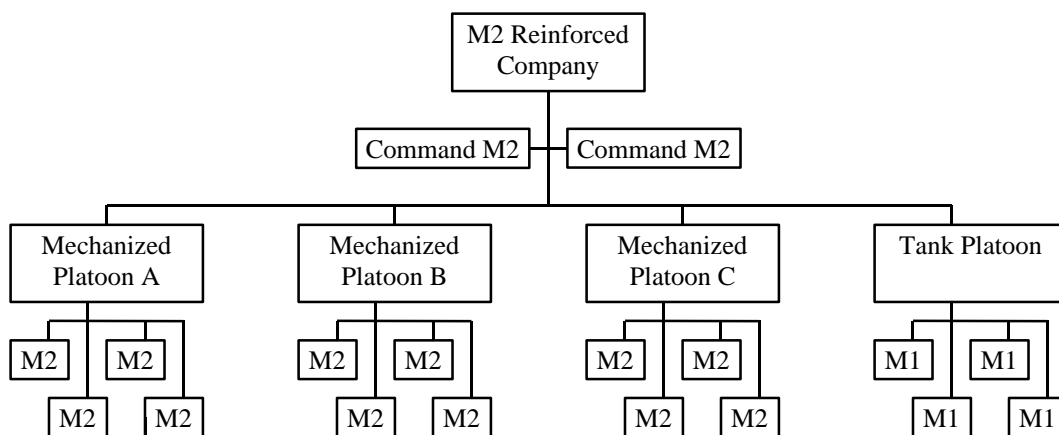 M2 Reinforced
Company
Command M2
Command M2
Mechanized
Platoon A
Mechanized
Platoon B
Mechanized
Platoon C
Tank Platoon
M2
M2
M2
M2
M2
M2
M1
M1
M2
M2
M2
M2
M2
M2
M1
M1